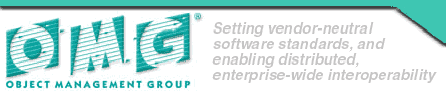 OMG®
OBJECT MANAGEMENT GROUP
Setting vendor-neutral
software standards, and
enabling distributed,
enterprise-wide interoperability